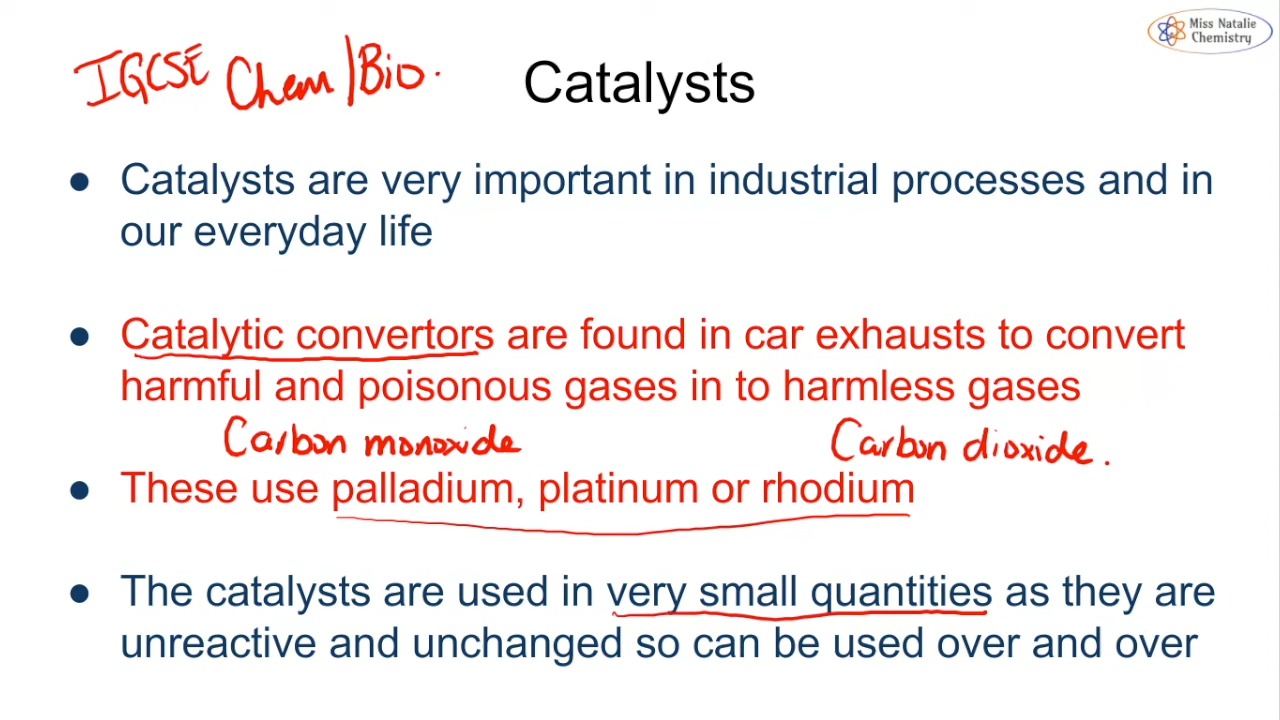 Miss Natalie
Chemistry
IGCSE Chem/Bio.
Catalysts
● Catalysts are very important in industrial processes and in
our everyday life
● Catalytic convertors are found in car exhausts to convert
harmful and poisonous gases in to harmless gases
Carbon monoxide Carbon dioxide.
● These use palladium, platinum or rhodium
● The catalysts are used in very small quantities as they are
unreactive and unchanged so can be used over and over